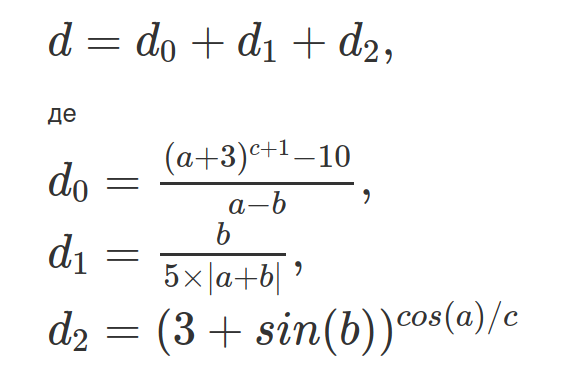 d = d₀ + d₁ + d₂,
де
d₀ = ((a+3)^(c+1) − 10) / (a−b),
d₁ = b / (5×|a+b|),
d₂ = (3 + sin(b))^(cos(a)/c)